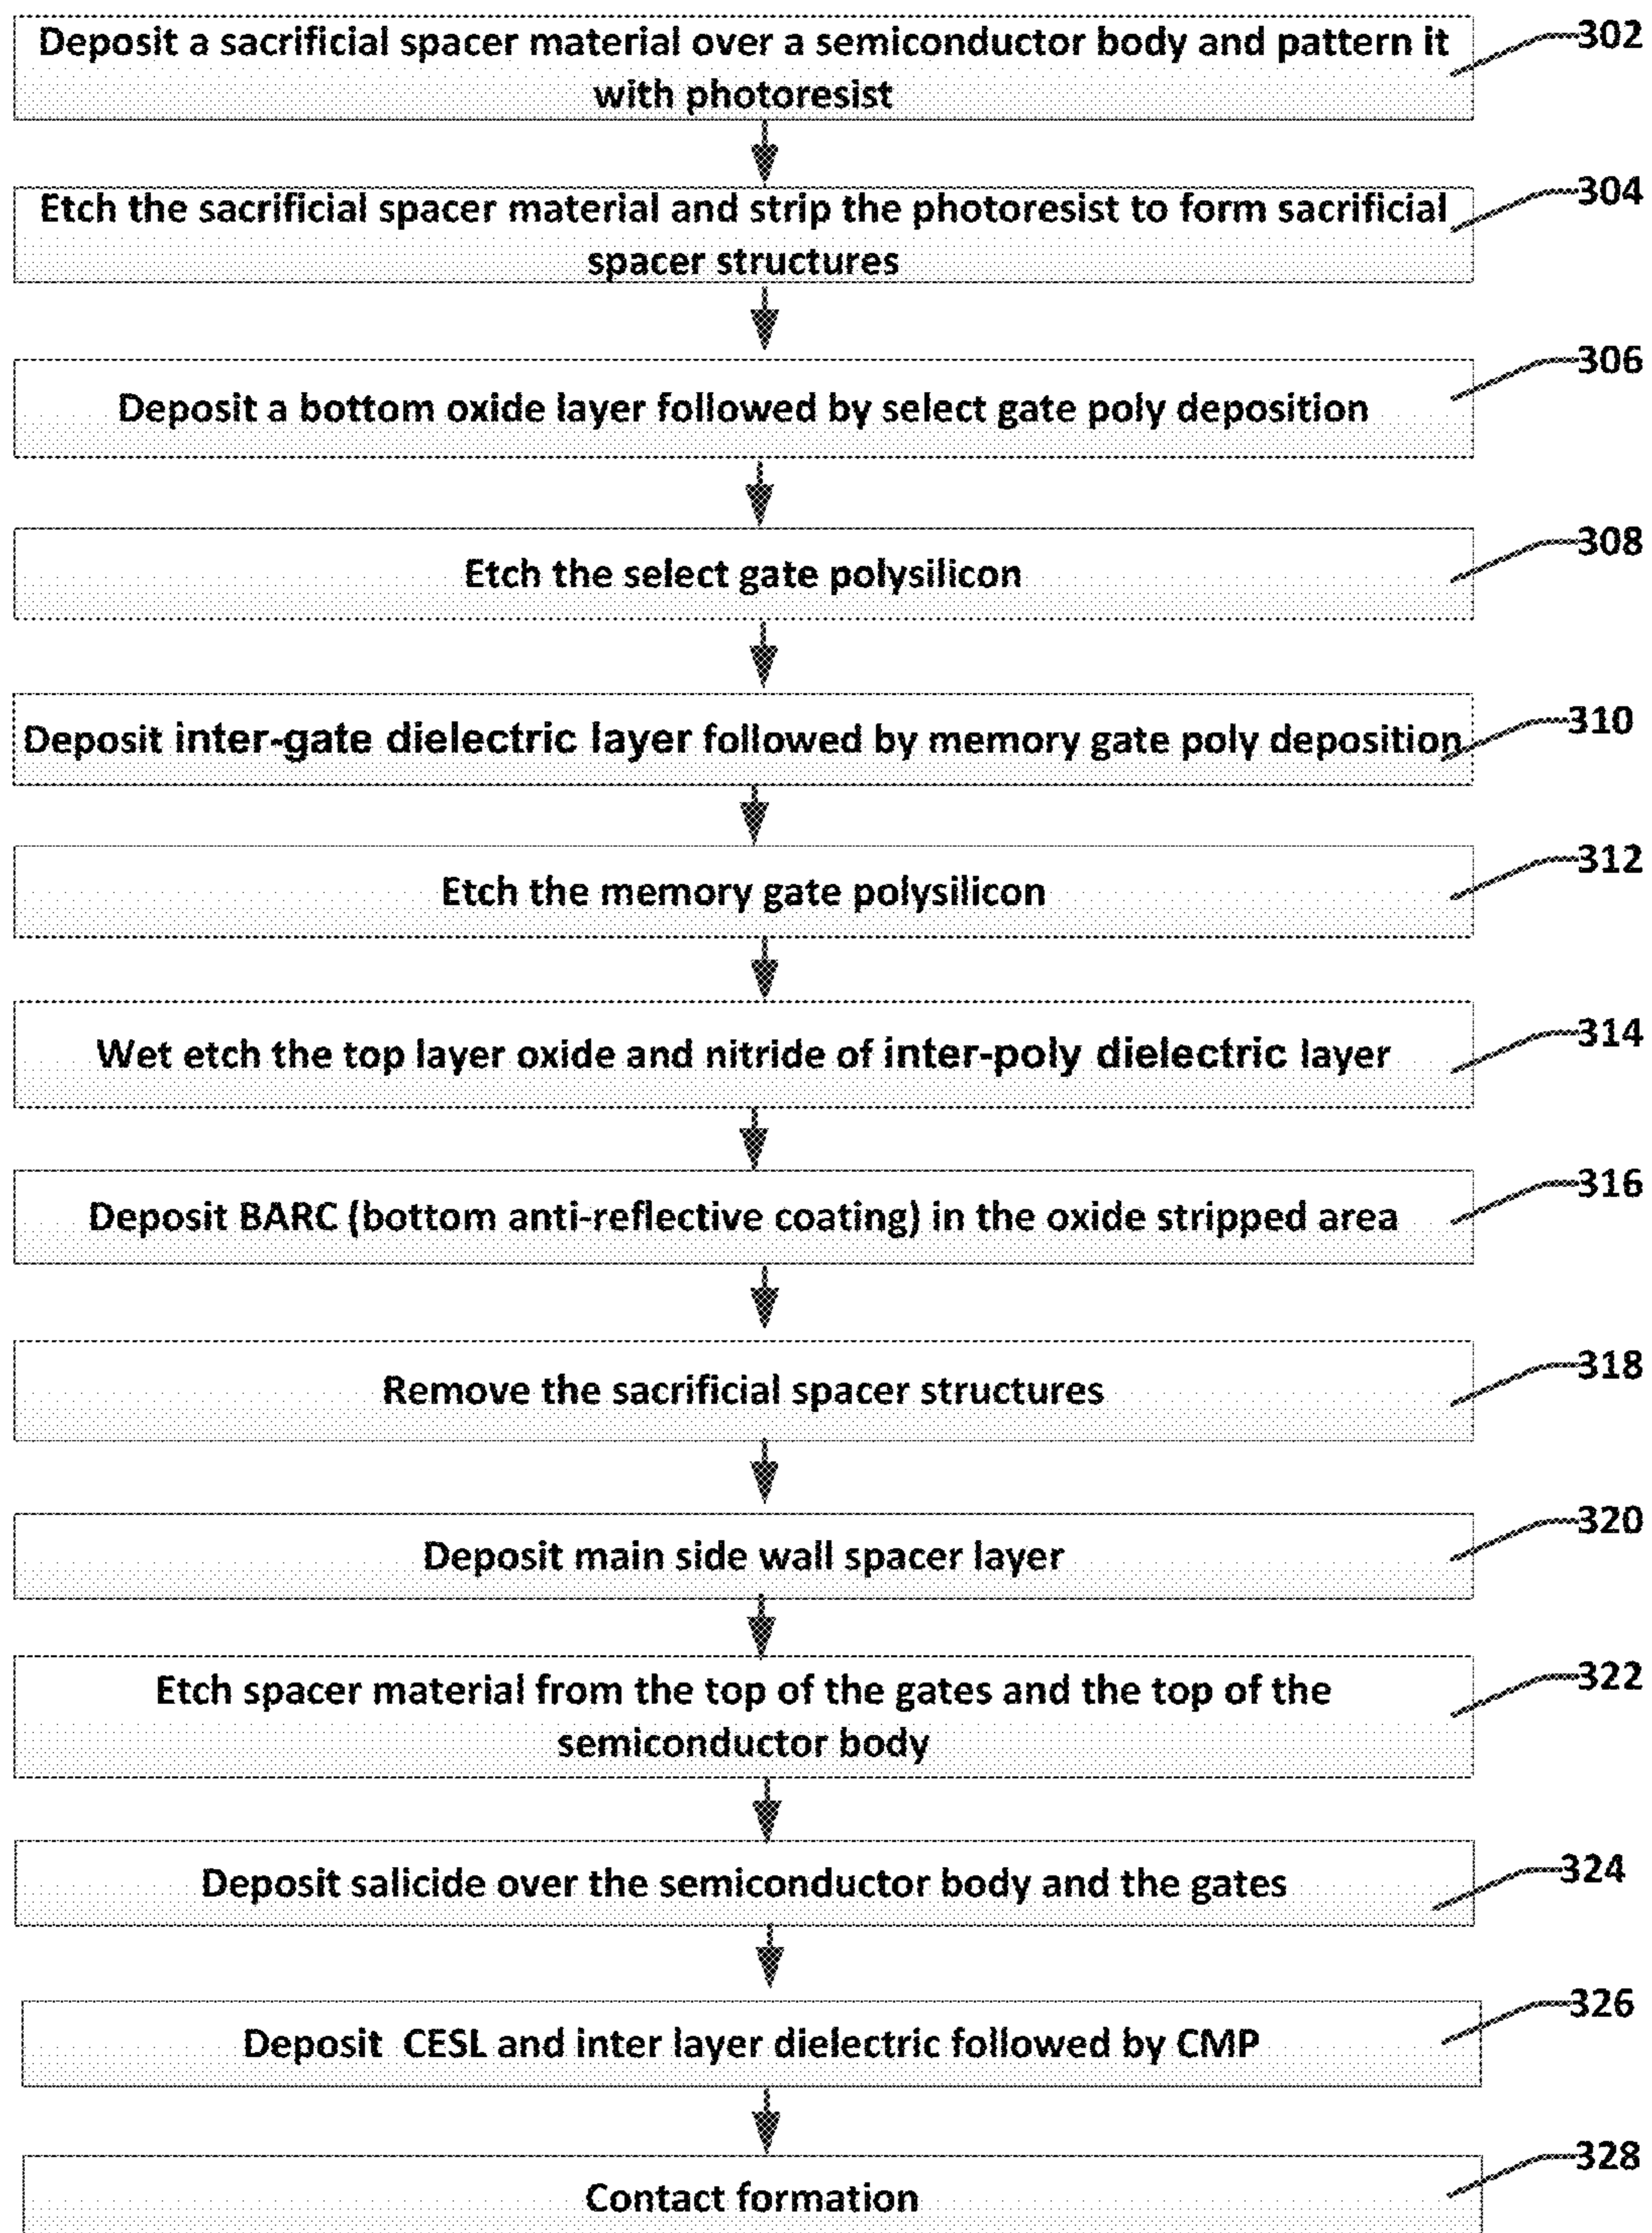 Deposit a sacrificial spacer material over a semiconductor body and pattern it
with photoresist
302
Etch the sacrificial spacer material and strip the photoresist to form sacrificial
spacer structures
304
Deposit a bottom oxide layer followed by select gate poly deposition
306
Etch the select gate polysilicon
308
Deposit inter-gate dielectric layer followed by memory gate poly deposition
310
Etch the memory gate polysilicon
312
Wet etch the top layer oxide and nitride of inter-poly dielectric layer
314
Deposit BARC (bottom anti-reflective coating) in the oxide stripped area
316
Remove the sacrificial spacer structures
318
Deposit main side wall spacer layer
320
Etch spacer material from the top of the gates and the top of the
semiconductor body
322
Deposit salicide over the semiconductor body and the gates
324
Deposit CESL and inter layer dielectric followed by CMP
326
Contact formation
328